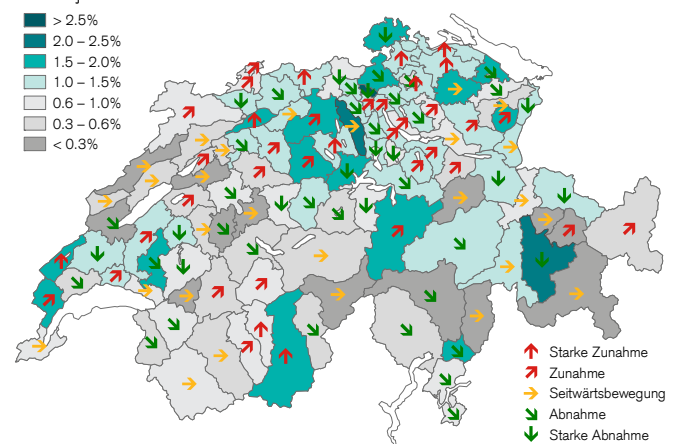 > 2.5%
2.0 – 2.5%
1.5 – 2.0%
1.0 – 1.5%
0.6 – 1.0%
0.3 – 0.6%
< 0.3%
Starke Zunahme
Zunahme
Seitwärtsbewegung
Abnahme
Starke Abnahme